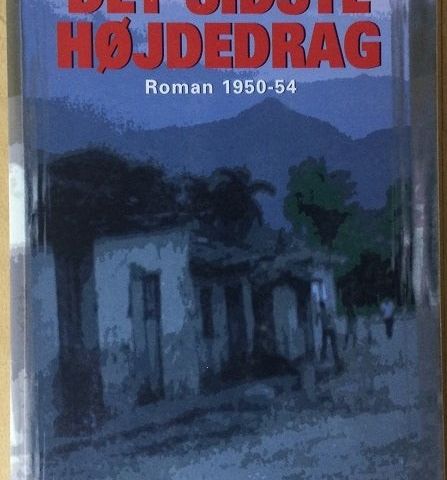 DET SIDSTE
HØJDEDRAG
Roman 1950-54